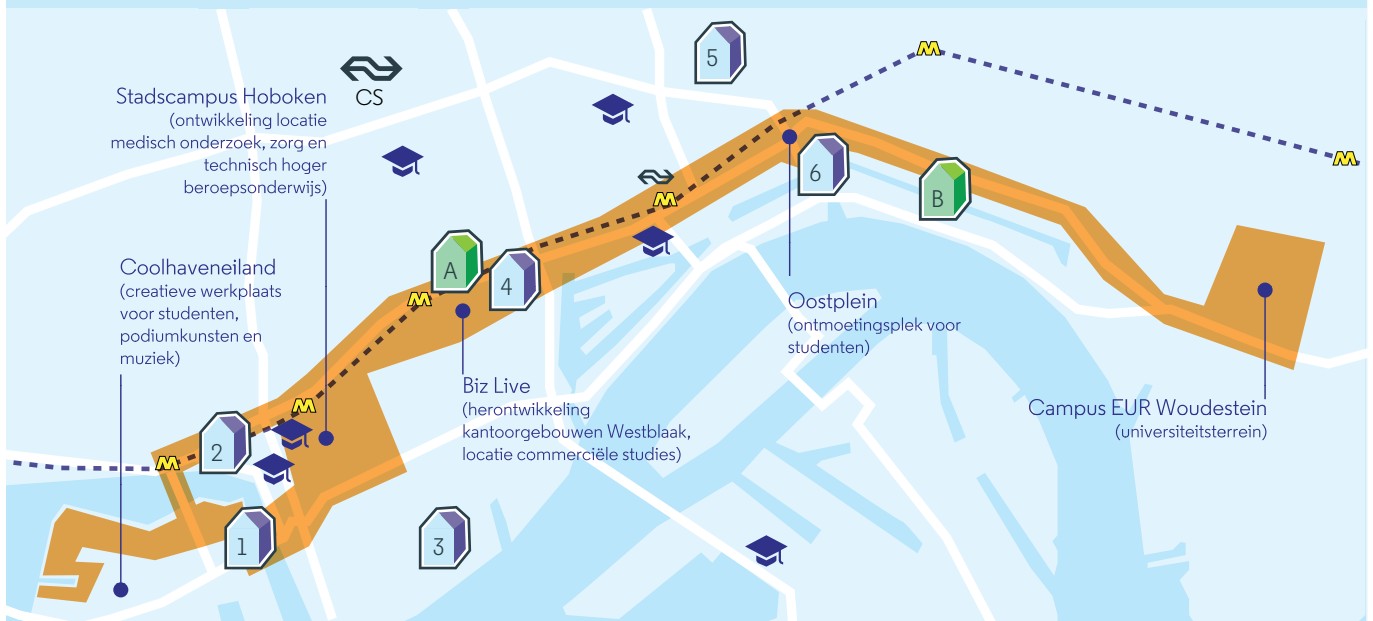 Stadscampus Hoboken
(ontwikkeling locatie
medisch onderzoek, zorg en
technisch hoger
beroepsonderwijs)
CS
5
6
B
A
4
Coolhaveneiland
(creatieve werkplaats
voor studenten,
podiumkunsten en
muziek)
Oostplein
(ontmoetingsplek voor
studenten)
Biz Live
(herontwikkeling
kantoorgebouwen Westblaak,
locatie commerciële studies)
Campus EUR Woudestein
(universiteitsterrein)
2
1
3
M
M
M
M
M
M